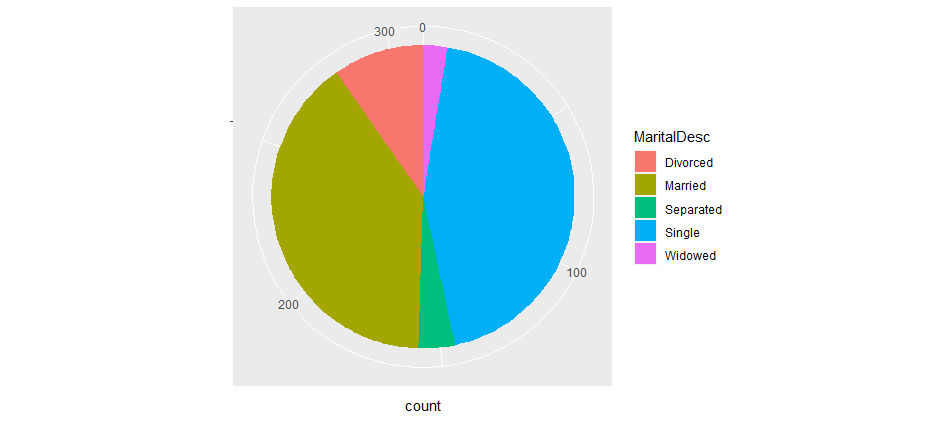 0
300
100
200
count
MaritalDesc
Divorced
Married
Separated
Single
Widowed